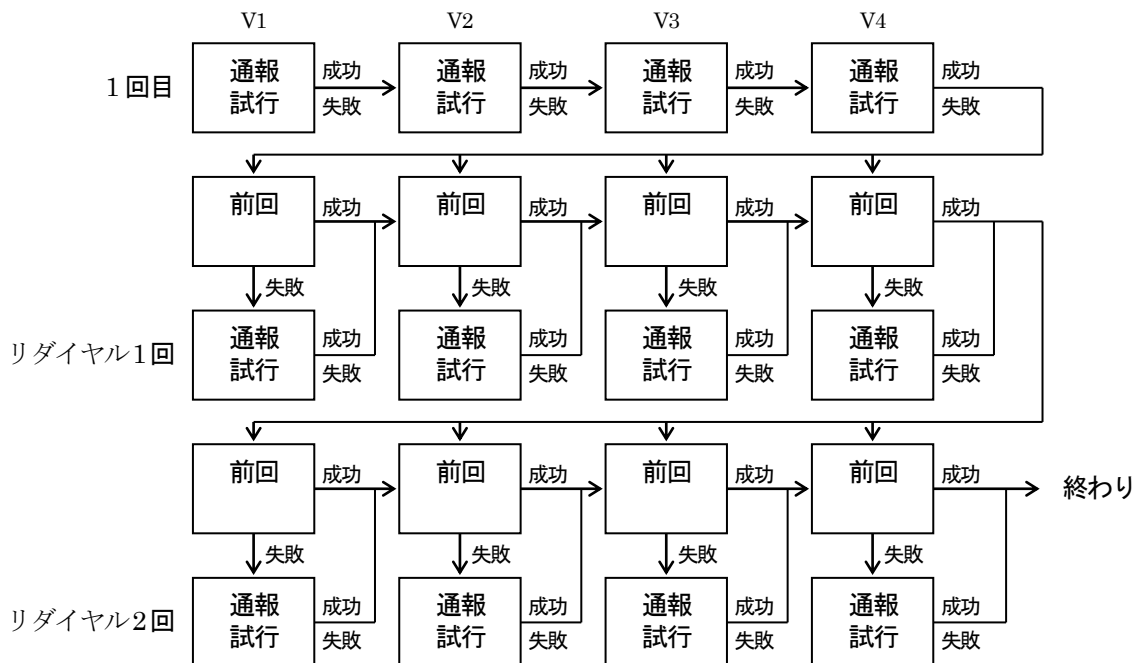 V1 V2 V3 V4
1回目
通報 成功 通報 成功 通報 成功 通報 成功
試行 失敗 試行 失敗 試行 失敗 試行 失敗
前回 成功 前回 成功 前回 成功 前回 成功
失敗 失敗 失敗 失敗
リダイヤル1回
通報 成功 通報 成功 通報 成功 通報 成功
試行 失敗 試行 失敗 試行 失敗 試行 失敗
前回 成功 前回 成功 前回 成功 前回 成功
終わり
失敗 失敗 失敗 失敗
リダイヤル2回
通報 成功 通報 成功 通報 成功 通報 成功
試行 失敗 試行 失敗 試行 失敗 試行 失敗